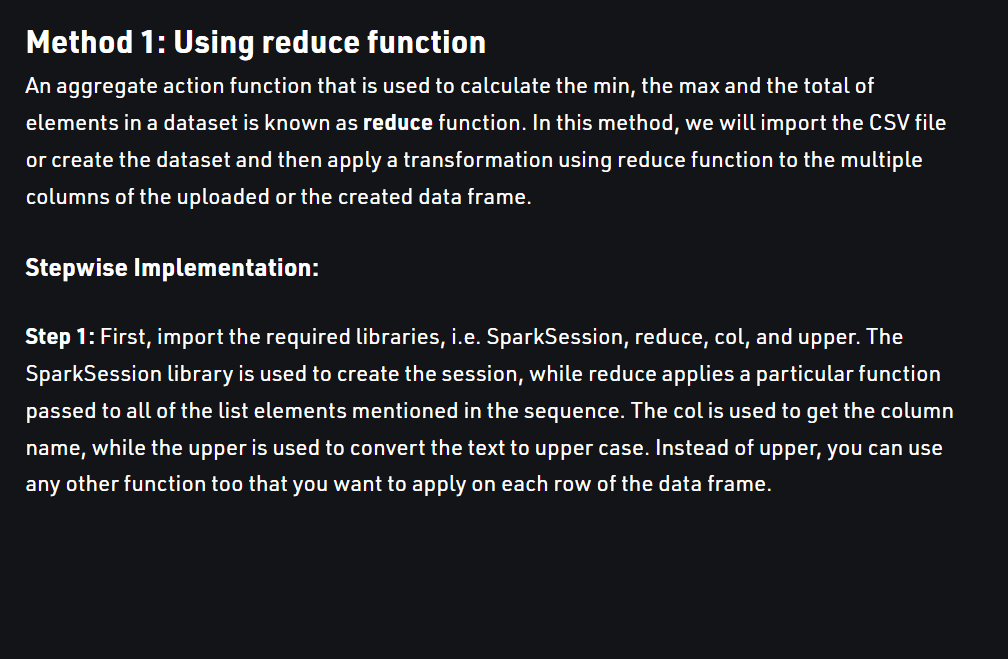 Method 1: Using reduce function
An aggregate action function that is used to calculate the min, the max and the total of
elements in a dataset is known as reduce function. In this method, we will import the CSV file
or create the dataset and then apply a transformation using reduce function to the multiple
columns of the uploaded or the created data frame.
Stepwise Implementation:
Step 1: First, import the required libraries, i.e. SparkSession, reduce, col, and upper. The
SparkSession library is used to create the session, while reduce applies a particular function
passed to all of the list elements mentioned in the sequence. The col is used to get the column
name, while the upper is used to convert the text to upper case. Instead of upper, you can use
any other function too that you want to apply on each row of the data frame.